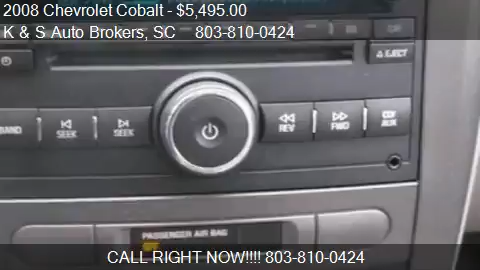 2008 Chevrolet Cobalt - $5,495.00
K & S Auto Brokers, SC 803-810-0424
EJECT
BAND
SEEK
SEEK
REV
FWD
CD/
AUX
PASSENGER AIR BAG
CALL RIGHT NOW!!!! 803-810-0424